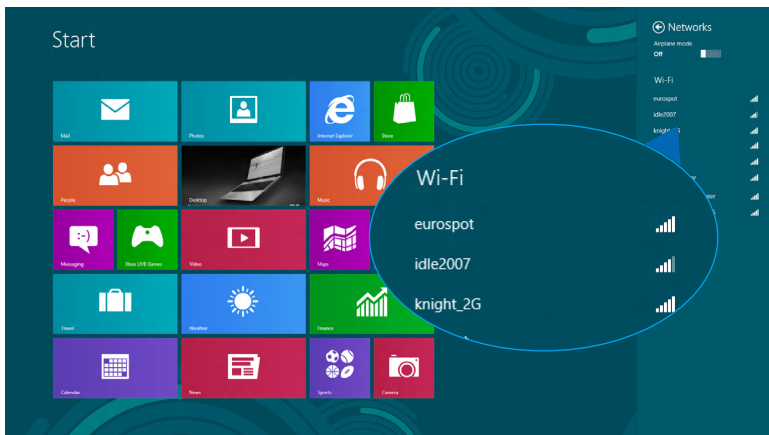 Start
Mail
Photos
Internet Explorer
Store
People
Desktop
Music
Messaging
Xbox LIVE Games
Video
Maps
:-)
Travel
Weather
Finance
Calendar
News
Sports
Camera
Networks
Airplane mode
Off
Wi-Fi
eurospot
idle2007
knight_2G
Wi-Fi
eurospot
idle2007
knight_2G